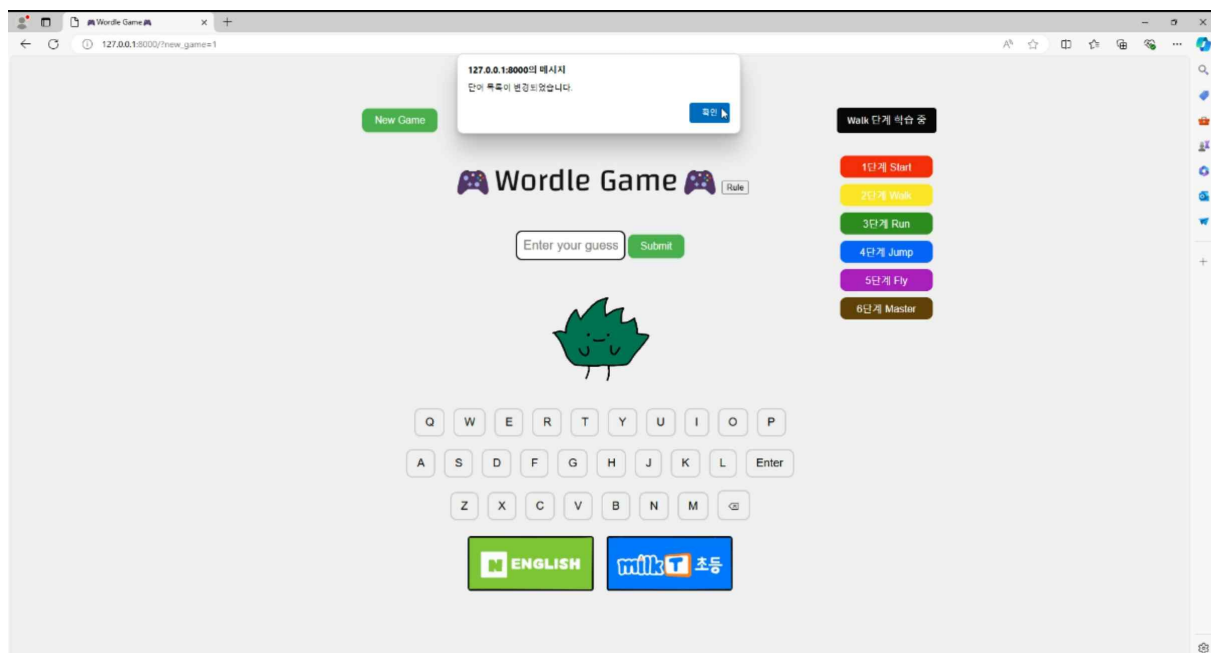 🎮Wordle Game🎮
127.0.0.1:8000/?new_game=1
127.0.0.1:8000의 메시지
단어 목록이 변경되었습니다.
확인
New Game
Walk 단계 학습 중
🎮 Wordle Game 🎮 Rule
1단계 Start
2단계 Walk
3단계 Run
4단계 Jump
5단계 Fly
6단계 Master
Enter your guess Submit
Q W E R T Y U I O P
A S D F G H J K L Enter
Z X C V B N M ⌫
N ENGLISH
milk T 초등